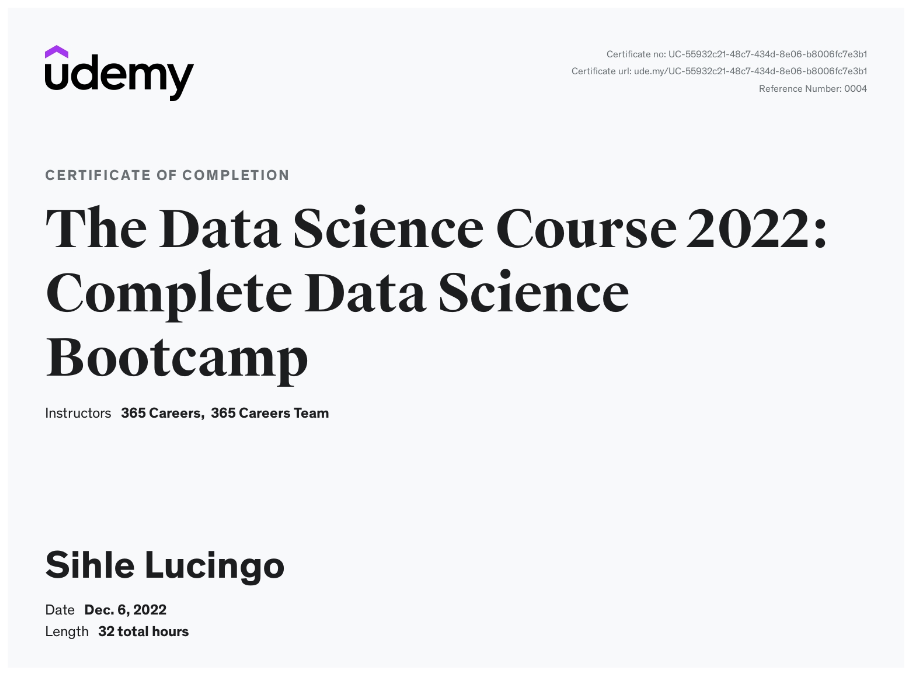 udemy
Certificate no: UC-55932c21-48c7-434d-8e06-b8006fc7e3b1
Certificate url: ude.my/UC-55932c21-48c7-434d-8e06-b8006fc7e3b1
Reference Number: 0004
CERTIFICATE OF COMPLETION
The Data Science Course 2022:
Complete Data Science
Bootcamp
Instructors 365 Careers, 365 Careers Team
Sihle Lucingo
Date Dec. 6, 2022
Length 32 total hours